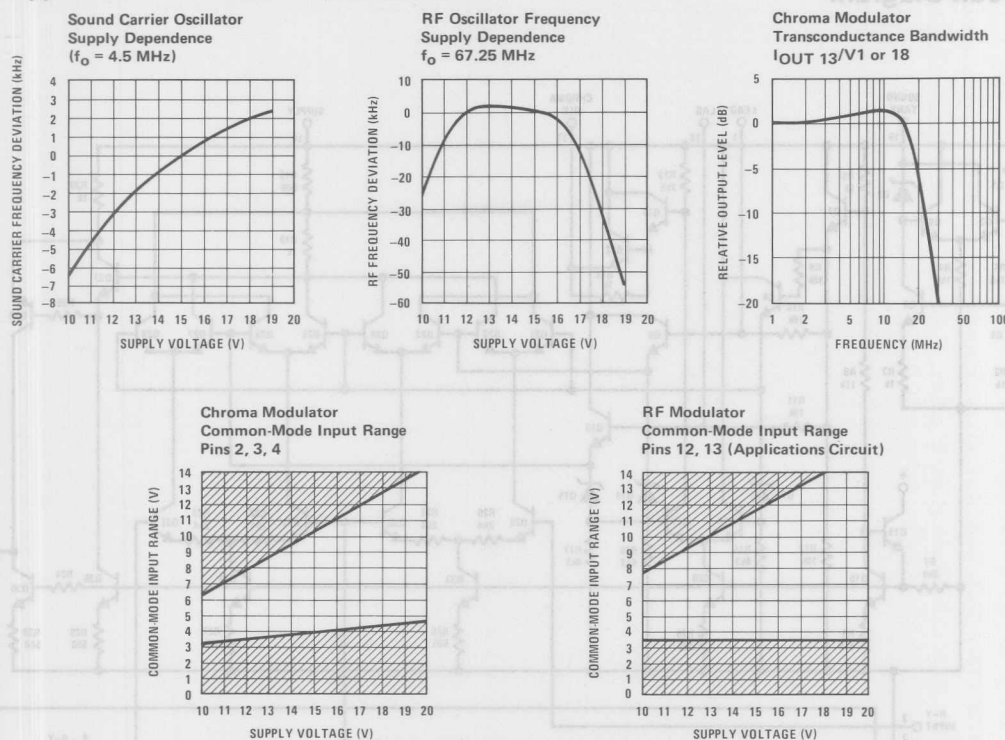 Sound Carrier Oscillator
Supply Dependence
(fo = 4.5 MHz)
SOUND CARRIER FREQUENCY DEVIATION (kHz)
4
3
2
1
0
−1
−2
−3
−4
−5
−6
−7
−8
10 11 12 13 14 15 16 17 18 19 20
SUPPLY VOLTAGE (V)
RF Oscillator Frequency
Supply Dependence
fo = 67.25 MHz
RF FREQUENCY DEVIATION (kHz)
10
0
−10
−20
−30
−40
−50
−60
10 11 12 13 14 15 16 17 18 19 20
SUPPLY VOLTAGE (V)
Chroma Modulator
Transconductance Bandwidth
IOUT 13/V1 or 18
RELATIVE OUTPUT LEVEL (dB)
5
0
−5
−10
−15
−20
1 2 5 10 20 50 100
FREQUENCY (MHz)
Chroma Modulator
Common-Mode Input Range
Pins 2, 3, 4
COMMON-MODE INPUT RANGE (V)
14
13
12
11
10
9
8
7
6
5
4
3
2
1
0
10 11 12 13 14 15 16 17 18 19 20
SUPPLY VOLTAGE (V)
RF Modulator
Common-Mode Input Range
Pins 12, 13 (Applications Circuit)
COMMON-MODE INPUT RANGE (V)
14
13
12
11
10
9
8
7
6
5
4
3
2
1
0
10 11 12 13 14 15 16 17 18 19 20
SUPPLY VOLTAGE (V)